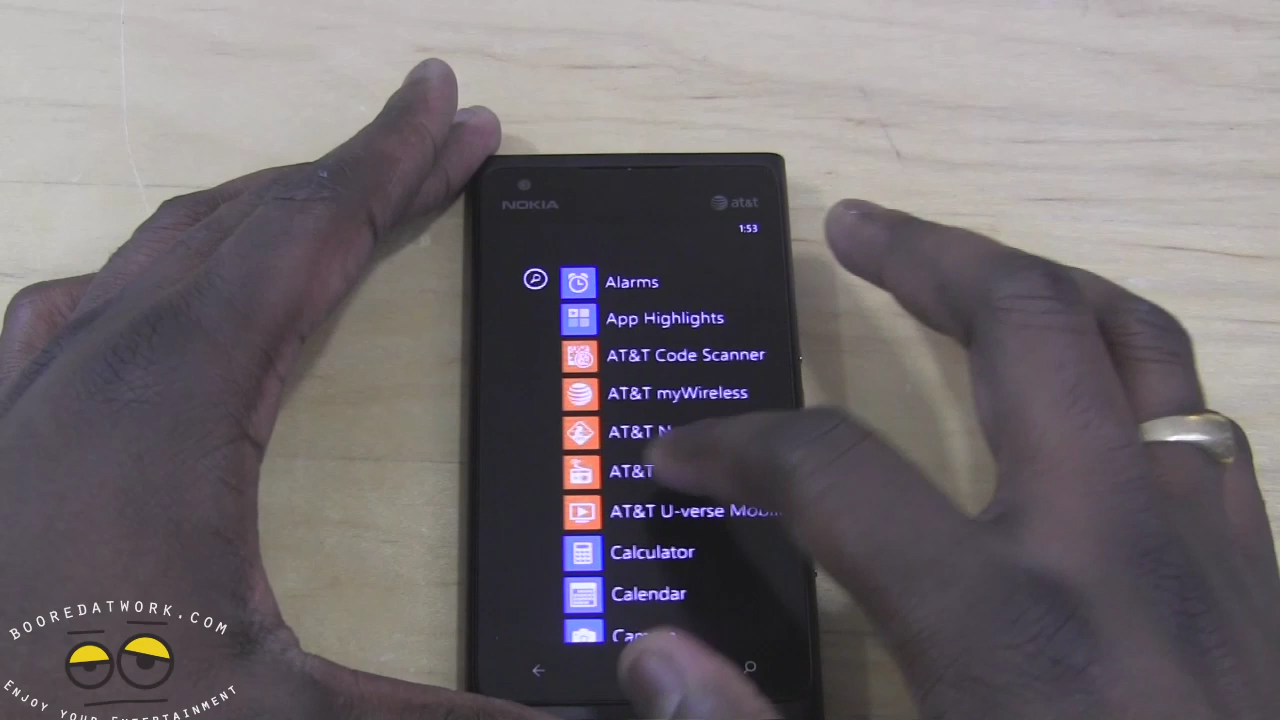 NOKIA
at&t
1:53
Alarms
App Highlights
AT&T Code Scanner
AT&T myWireless
AT&T
AT&T
AT&T U-verse
Calculator
Calendar
BOOREDATWORK.COM
ENJOY YOUR ENTERTAINMENT